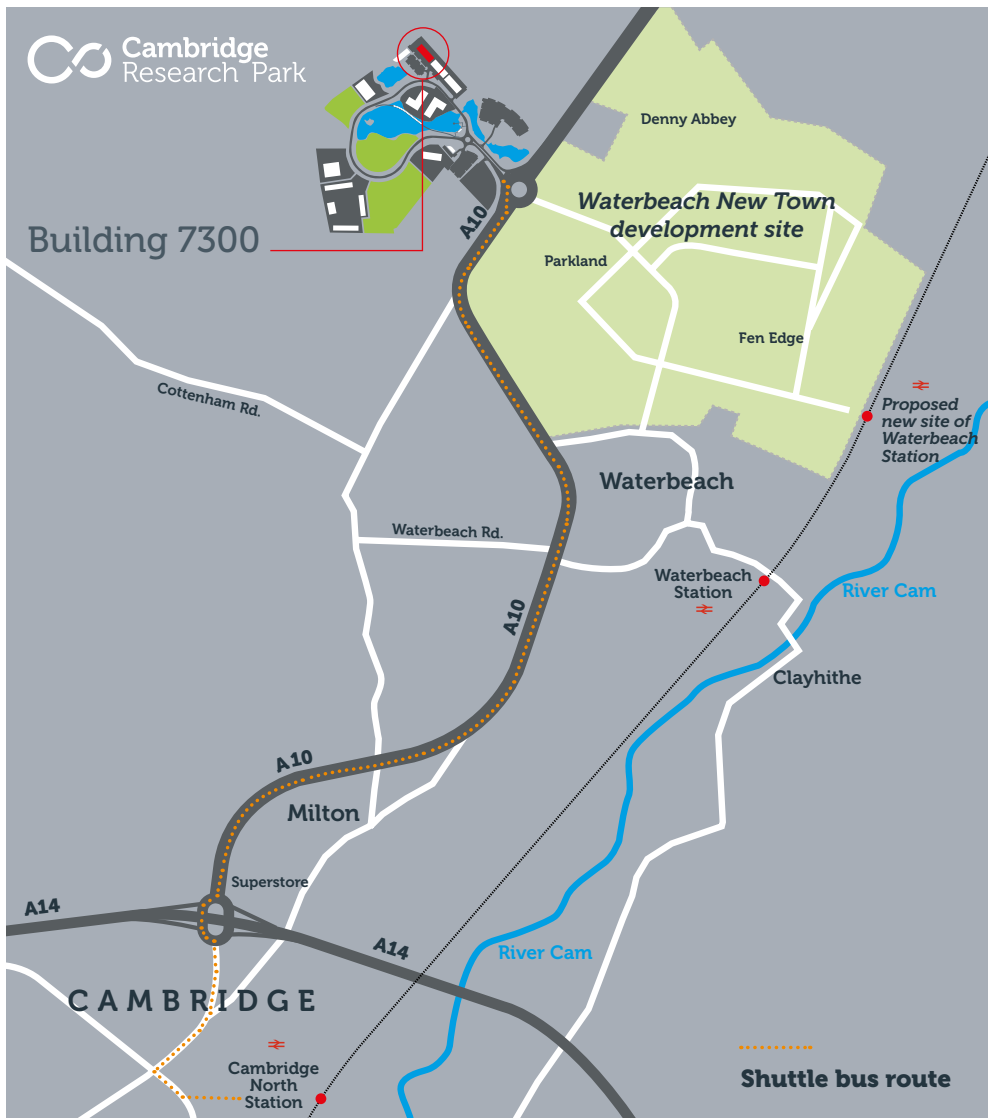 Cambridge
Research Park
Denny Abbey
Waterbeach New Town
development site
A10
Building 7300
Parkland
Fen Edge
Cottenham Rd.
Proposed
new site of
Waterbeach
Station
Waterbeach
Waterbeach Rd.
Waterbeach
Station
River Cam
A10
Clayhithe
A10
Milton
Superstore
A14
A14
River Cam
CAMBRIDGE
Cambridge
North
Station
Shuttle bus route